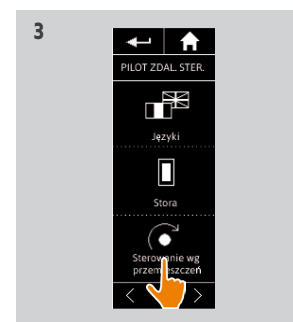 3
PILOT ZDAL. STER.
Języki
Stora
Sterowanie wg
przemieszczeń